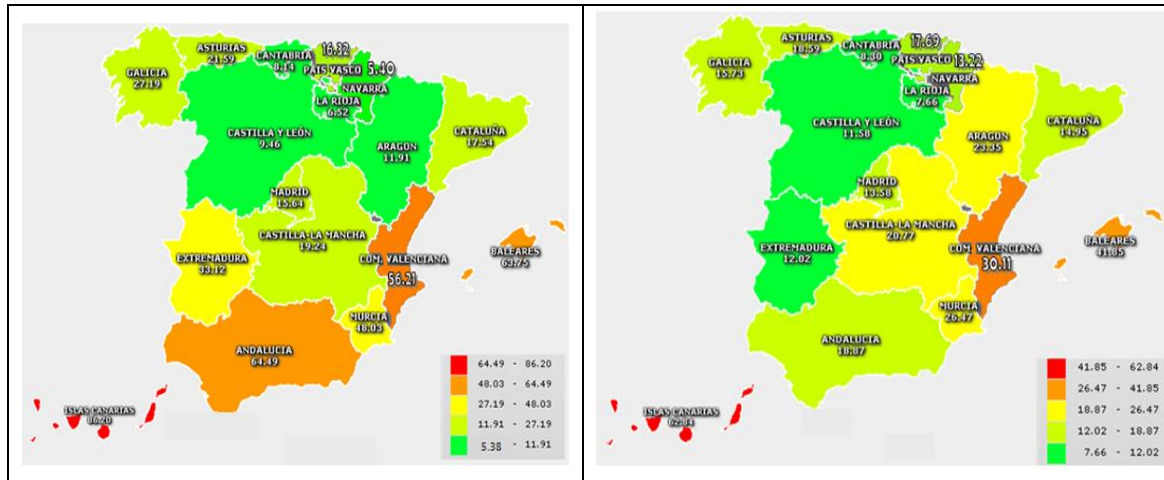 ASTURIAS
21.59
CANTABRIA
8.14
16.32
PAIS VASCO
5.40
NAVARRA
GALICIA
27.19
LA RIOJA
6.52
CASTILLA Y LEÓN
9.46
ARAGON
11.91
CATALUÑA
17.54
MADRID
15.64
CASTILLA-LA MANCHA
19.24
EXTREMADURA
33.12
COM. VALENCIANA
56.21
BALEARES
63.75
MURCIA
48.03
ANDALUCIA
64.49
ISLAS CANARIAS
86.20
64.49 - 86.20
48.03 - 64.49
27.19 - 48.03
11.91 - 27.19
5.38 - 11.91
ASTURIAS
18.59
CANTABRIA
8.30
17.69
PAIS VASCO
13.22
NAVARRA
GALICIA
15.73
LA RIOJA
7.66
CASTILLA Y LEÓN
11.58
ARAGON
23.35
CATALUÑA
14.95
MADRID
13.58
CASTILLA-LA MANCHA
20.77
EXTREMADURA
12.02
COM. VALENCIANA
30.11
BALEARES
41.85
MURCIA
26.47
ANDALUCIA
18.87
ISLAS CANARIAS
62.84
41.85 - 62.84
26.47 - 41.85
18.87 - 26.47
12.02 - 18.87
7.66 - 12.02